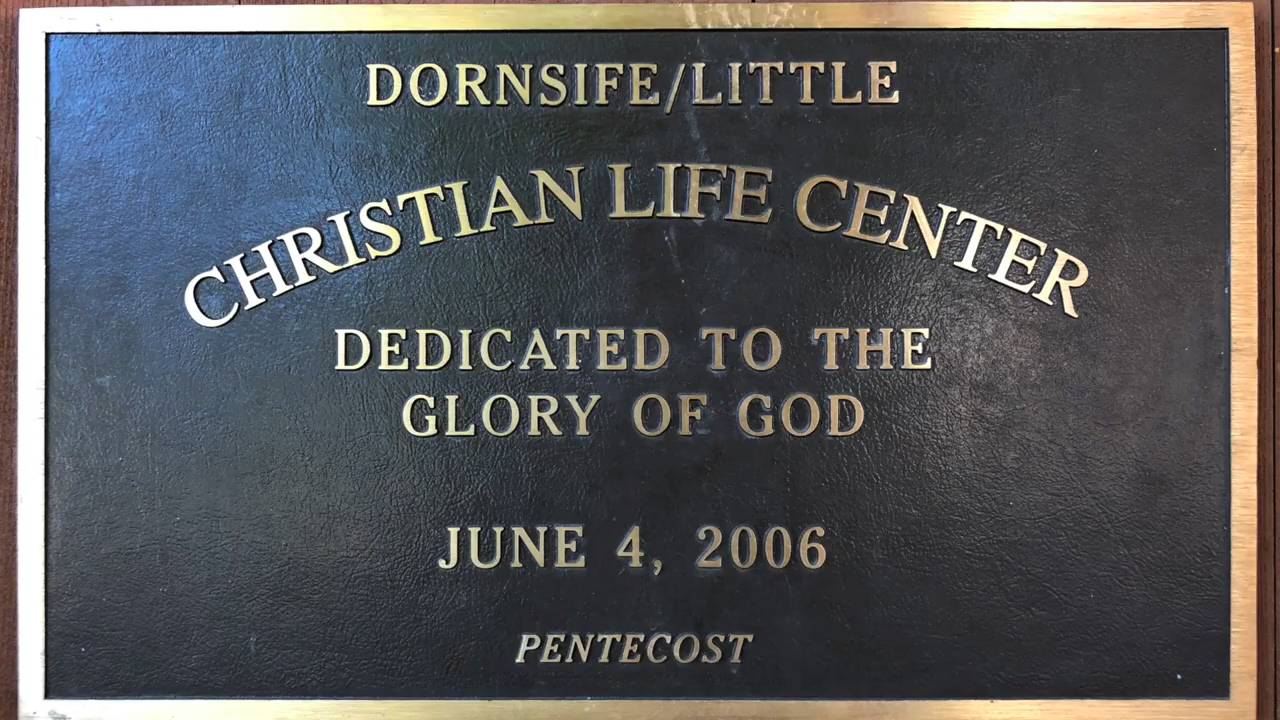 DORNSIFE/LITTLE
CHRISTIAN LIFE CENTER
DEDICATED TO THE
GLORY OF GOD
JUNE 4, 2006
PENTECOST